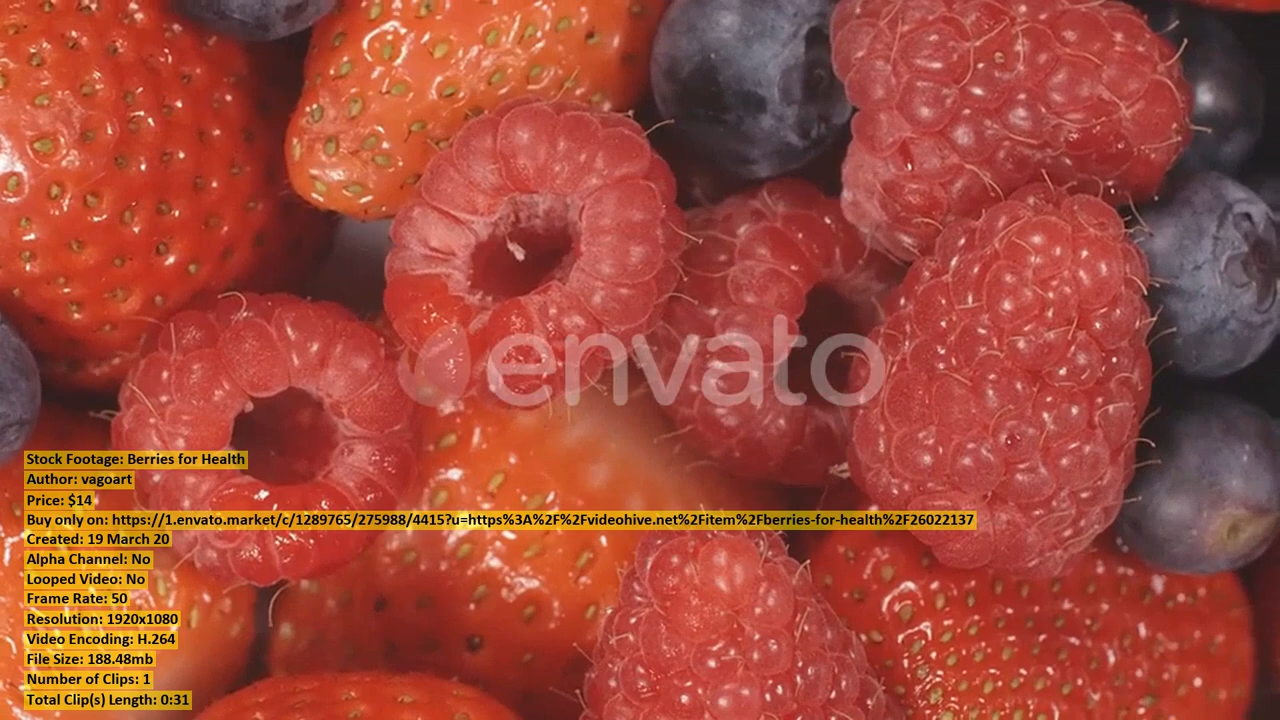 envato
Stock Footage: Berries for Health
Author: vagoart
Price: $14
Buy only on: https://1.envato.market/c/1289765/275988/4415?u=https%3A%2F%2Fvideohive.net%2Fitem%2Fberries-for-health%2F26022137
Created: 19 March 20
Alpha Channel: No
Looped Video: No
Frame Rate: 50
Resolution: 1920x1080
Video Encoding: H.264
File Size: 188.48mb
Number of Clips: 1
Total Clip(s) Length: 0:31